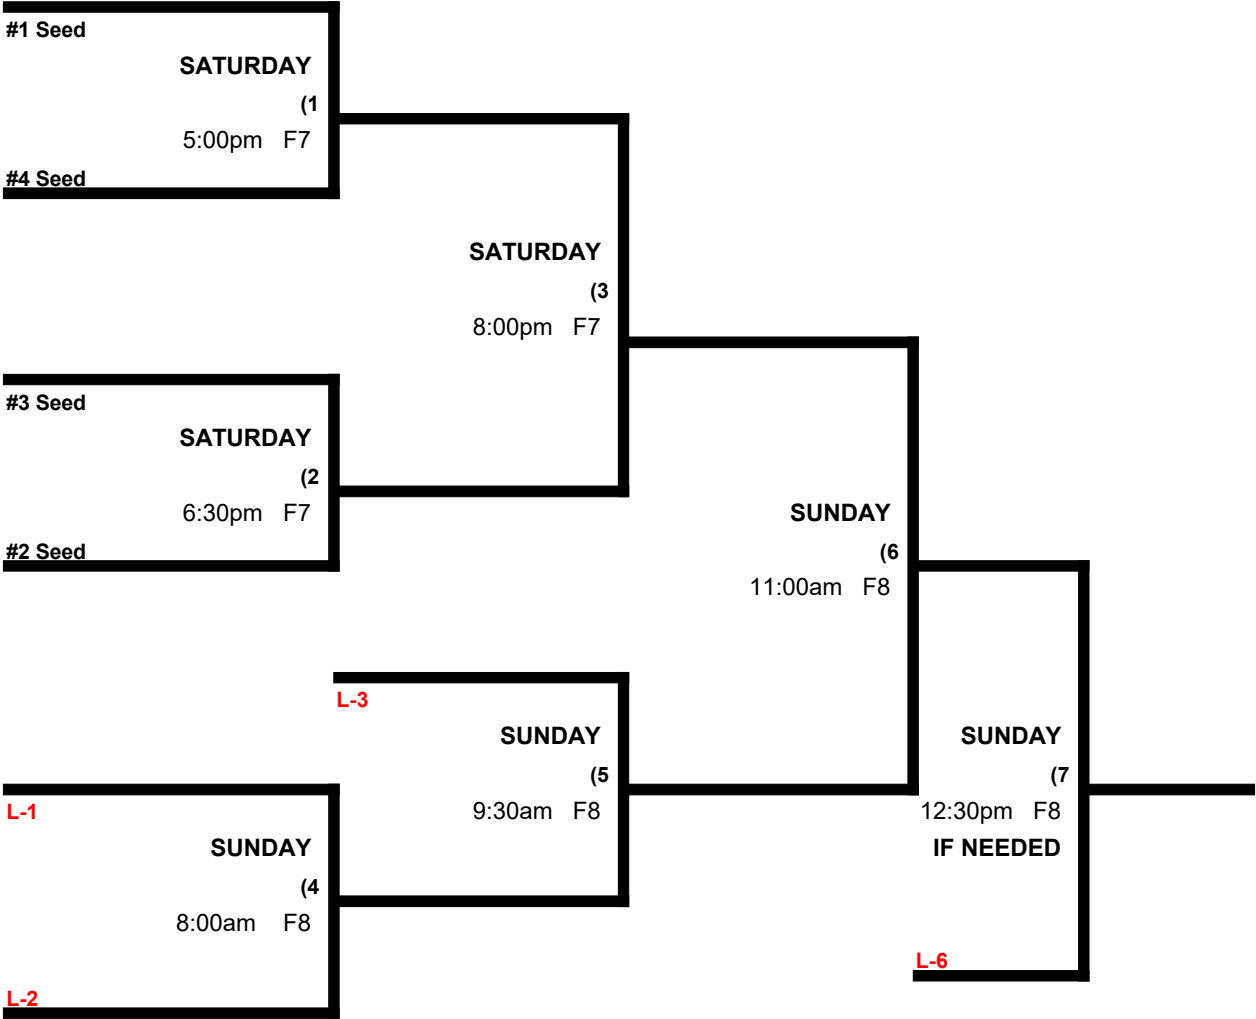 #1 Seed
SATURDAY
(1
5:00pm F7
#4 Seed
SATURDAY
(3
8:00pm F7
#3 Seed
SATURDAY
(2
6:30pm F7
#2 Seed
SUNDAY
(6
11:00am F8
L-3
SUNDAY
(5
9:30am F8
SUNDAY
(7
12:30pm F8
IF NEEDED
L-1
SUNDAY
(4
8:00am F8
L-6
L-2